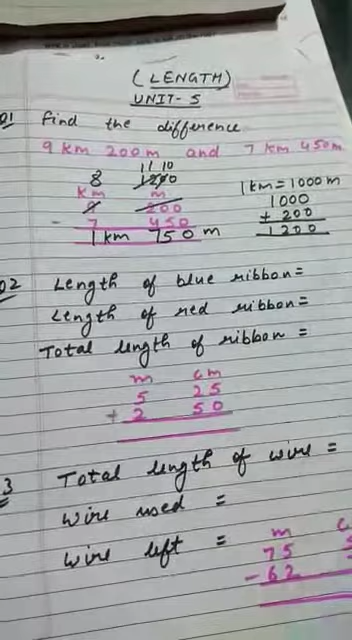 (LENGTH)
UNIT-5
Q1 Find the difference
9 km 200m and 7 km 450m
11 10
8 1200
km m
9 200
- 7 450
1 km 750 m
1km = 1000 m
1000
+ 200
1200
Q2 Length of blue ribbon=
Length of red ribbon=
Total length of ribbon =
m cm
5 25
+ 2 50
3 Total length of wire =
Wire used =
Wire left =
m c
75
- 62